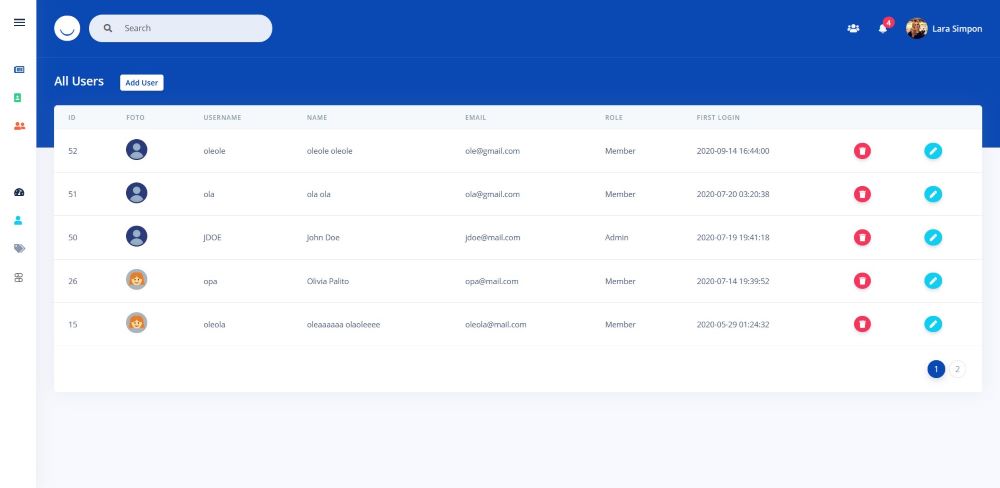 Search
4
Lara Simpon
All Users
Add User
ID FOTO USERNAME NAME EMAIL ROLE FIRST LOGIN
52 oleole oleole oleole ole@gmail.com Member 2020-09-14 16:44:00
51 ola ola ola ola@gmail.com Member 2020-07-20 03:20:38
50 JDOE John Doe jdoe@mail.com Admin 2020-07-19 19:41:18
26 opa Olivia Palito opa@mail.com Member 2020-07-14 19:39:52
15 oleola oleaaaaaa olaoleeee oleola@mail.com Member 2020-05-29 01:24:32
1 2